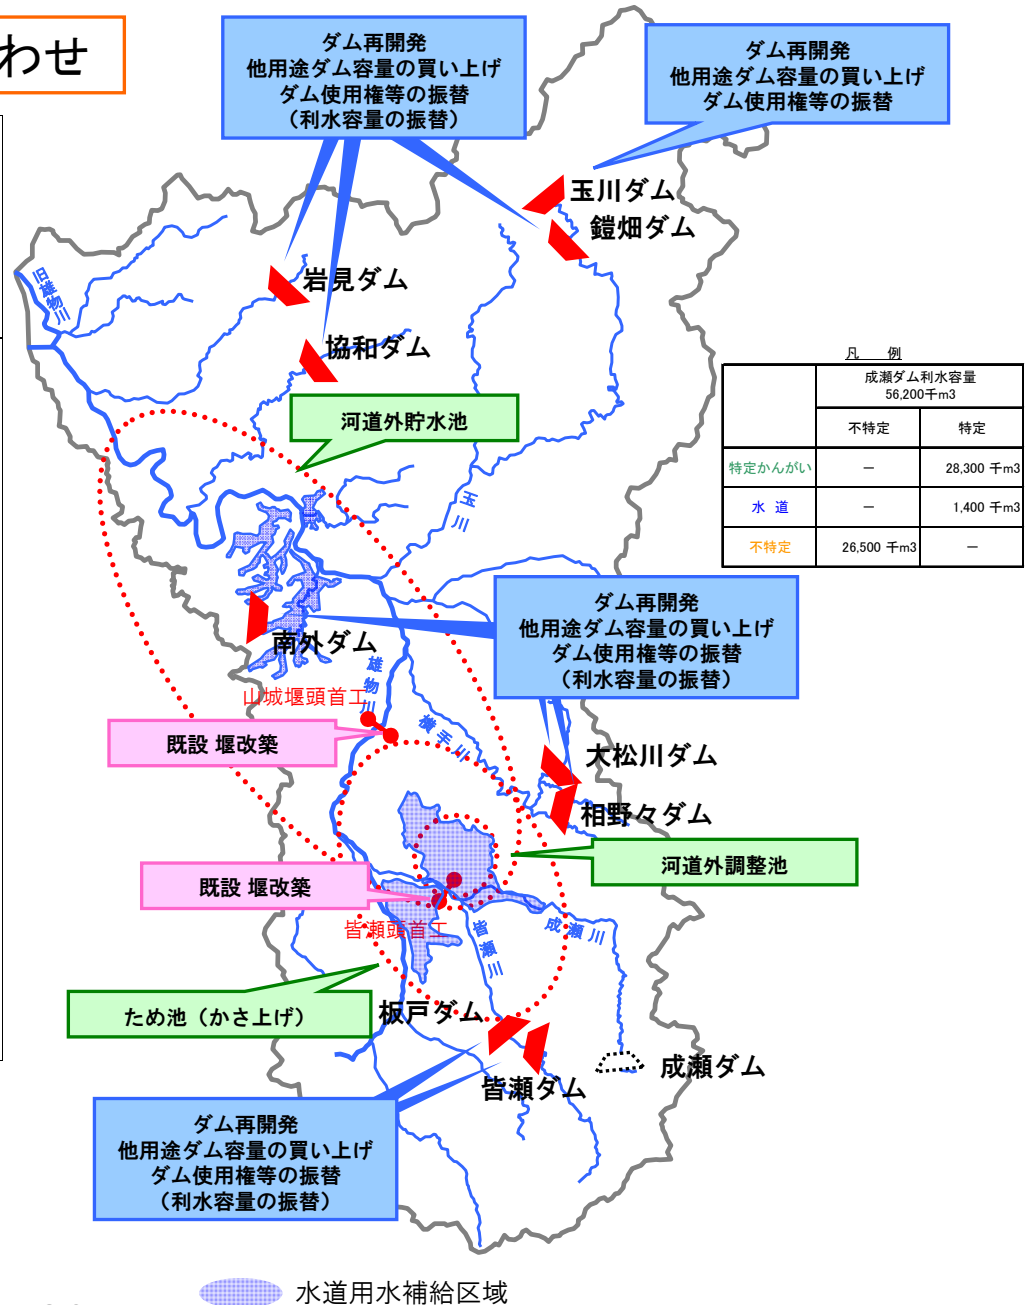 わせ
ダム再開発
他用途ダム容量の買い上げ
ダム使用権等の振替
（利水容量の振替）
ダム再開発
他用途ダム容量の買い上げ
ダム使用権等の振替
玉川ダム
鎧畑ダム
旧雄物川
岩見ダム
協和ダム
凡　例
成瀬ダム利水容量
56,200千m3
不特定 特定
特定かんがい － 28,300 千m3
水 道 － 1,400 千m3
不特定 26,500 千m3 －
河道外貯水池
玉川
ダム再開発
他用途ダム容量の買い上げ
ダム使用権等の振替
（利水容量の振替）
南外ダム
雄物川
山城堰頭首工
横手川
既設 堰改築
大松川ダム
相野々ダム
河道外調整池
既設 堰改築
皆瀬頭首工
皆瀬川
成瀬川
ため池（かさ上げ）
板戸ダム
成瀬ダム
皆瀬ダム
ダム再開発
他用途ダム容量の買い上げ
ダム使用権等の振替
（利水容量の振替）
水道用水補給区域